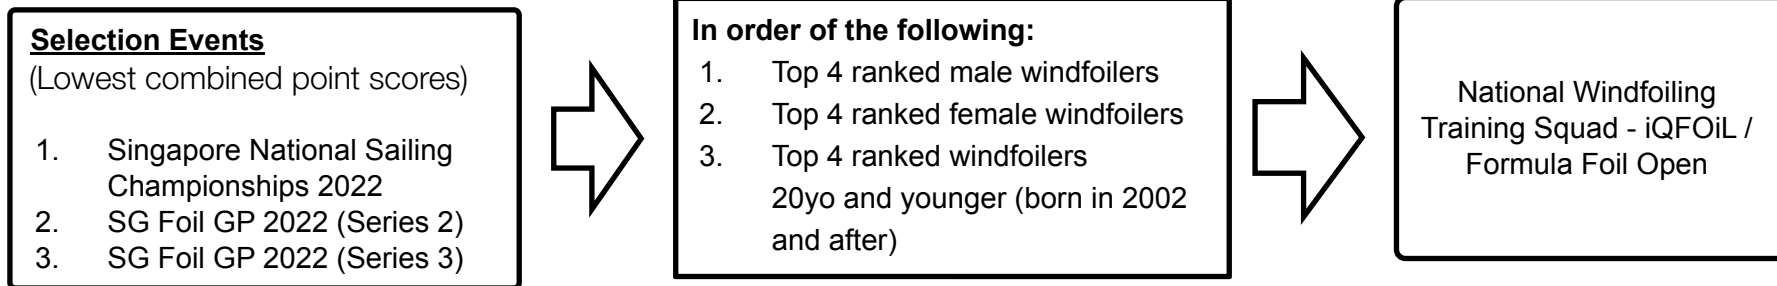 Selection Events
(Lowest combined point scores)
1. Singapore National Sailing
Championships 2022
2. SG Foil GP 2022 (Series 2)
3. SG Foil GP 2022 (Series 3)
In order of the following:
1. Top 4 ranked male windfoilers
2. Top 4 ranked female windfoilers
3. Top 4 ranked windfoilers
20yo and younger (born in 2002
and after)
National Windfoiling
Training Squad - iQFOiL /
Formula Foil Open